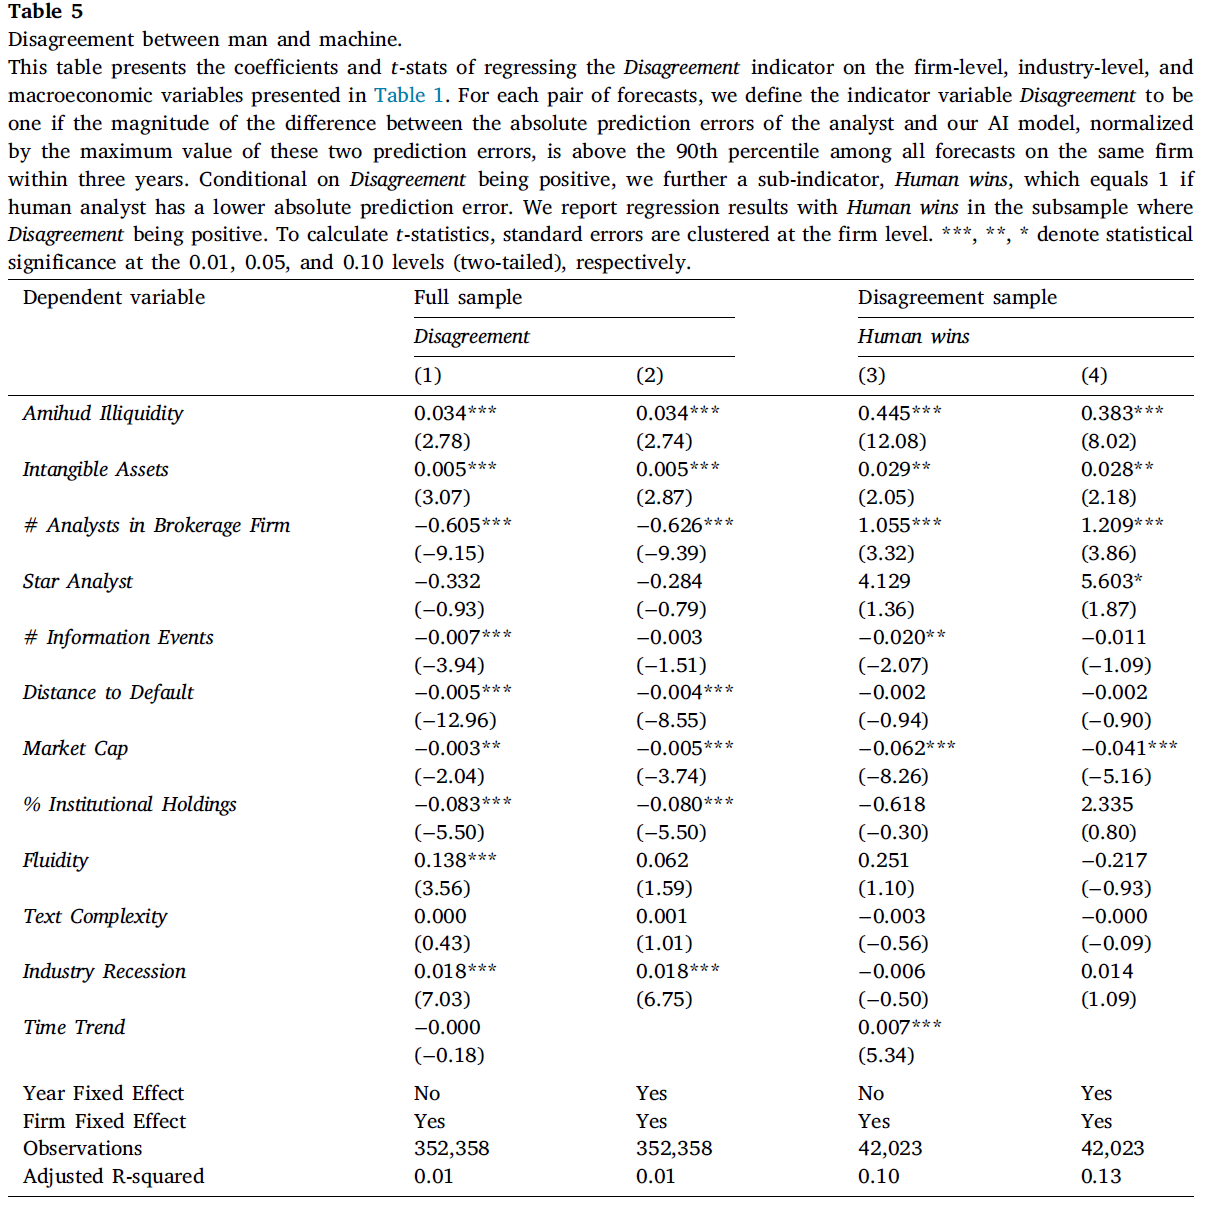 Table 5
Disagreement between man and machine.
This table presents the coefficients and t-stats of regressing the Disagreement indicator on the firm-level, industry-level, and
macroeconomic variables presented in Table 1. For each pair of forecasts, we define the indicator variable Disagreement to be
one if the magnitude of the difference between the absolute prediction errors of the analyst and our AI model, normalized
by the maximum value of these two prediction errors, is above the 90th percentile among all forecasts on the same firm
within three years. Conditional on Disagreement being positive, we further a sub-indicator, Human wins, which equals 1 if
human analyst has a lower absolute prediction error. We report regression results with Human wins in the subsample where
Disagreement being positive. To calculate t-statistics, standard errors are clustered at the firm level. ***, **, * denote statistical
significance at the 0.01, 0.05, and 0.10 levels (two-tailed), respectively.
Dependent variable Full sample Disagreement sample
Disagreement Human wins
(1) (2) (3) (4)
Amihud Illiquidity 0.034*** 0.034*** 0.445*** 0.383***
(2.78) (2.74) (12.08) (8.02)
Intangible Assets 0.005*** 0.005*** 0.029** 0.028**
(3.07) (2.87) (2.05) (2.18)
# Analysts in Brokerage Firm −0.605*** −0.626*** 1.055*** 1.209***
(−9.15) (−9.39) (3.32) (3.86)
Star Analyst −0.332 −0.284 4.129 5.603*
(−0.93) (−0.79) (1.36) (1.87)
# Information Events −0.007*** −0.003 −0.020** −0.011
(−3.94) (−1.51) (−2.07) (−1.09)
Distance to Default −0.005*** −0.004*** −0.002 −0.002
(−12.96) (−8.55) (−0.94) (−0.90)
Market Cap −0.003** −0.005*** −0.062*** −0.041***
(−2.04) (−3.74) (−8.26) (−5.16)
% Institutional Holdings −0.083*** −0.080*** −0.618 2.335
(−5.50) (−5.50) (−0.30) (0.80)
Fluidity 0.138*** 0.062 0.251 −0.217
(3.56) (1.59) (1.10) (−0.93)
Text Complexity 0.000 0.001 −0.003 −0.000
(0.43) (1.01) (−0.56) (−0.09)
Industry Recession 0.018*** 0.018*** −0.006 0.014
(7.03) (6.75) (−0.50) (1.09)
Time Trend −0.000 0.007***
(−0.18) (5.34)
Year Fixed Effect No Yes No Yes
Firm Fixed Effect Yes Yes Yes Yes
Observations 352,358 352,358 42,023 42,023
Adjusted R-squared 0.01 0.01 0.10 0.13